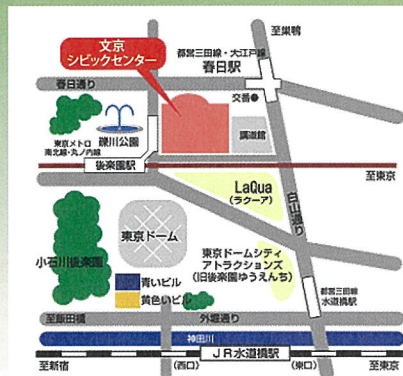 至巣鴨
文京
シビックセンター
都営三田線・大江戸線
春日駅
春日通り
交番
講道館
礫川公園
東京メトロ
南北線・丸ノ内線
後楽園駅
至東京
LaQua
(ラクーア)
白山通り
東京ドーム
小石川後楽園
東京ドームシティ
アトラクションズ
(旧後楽園ゆうえんち)
青いビル
黄色いビル
都営三田線
水道橋駅
至飯田橋
外堀通り
神田川
JR水道橋駅
至新宿
(西口)
(東口)
至東京